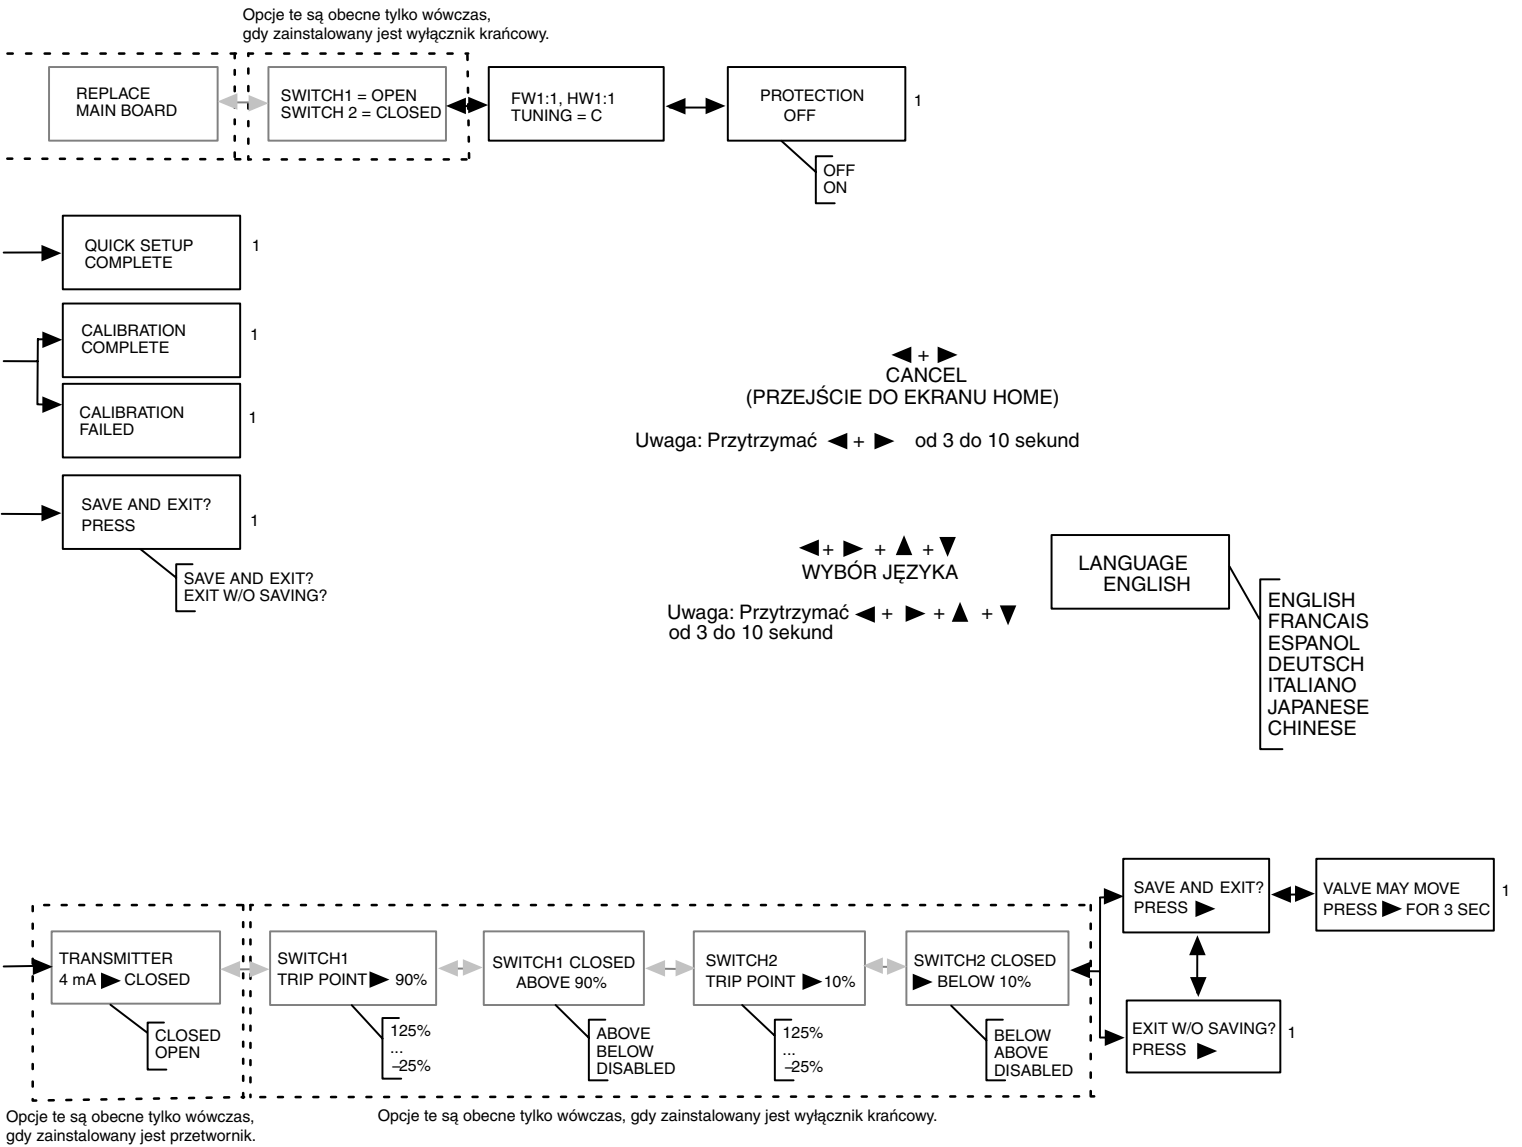 Opcje te są obecne tylko wówczas,
gdy zainstalowany jest wyłącznik krańcowy.
REPLACE
MAIN BOARD
SWITCH1 = OPEN
SWITCH 2 = CLOSED
FW1:1, HW1:1
TUNING = C
PROTECTION
OFF
1
OFF
ON
QUICK SETUP
COMPLETE
1
CALIBRATION
COMPLETE
1
CALIBRATION
FAILED
1
◀ + ▶
CANCEL
(PRZEJŚCIE DO EKRANU HOME)
Uwaga: Przytrzymać ◀ + ▶ od 3 do 10 sekund
SAVE AND EXIT?
PRESS
1
SAVE AND EXIT?
EXIT W/O SAVING?
◀ + ▶ + ▲ + ▼
WYBÓR JĘZYKA
Uwaga: Przytrzymać ◀ + ▶ + ▲ + ▼
od 3 do 10 sekund
LANGUAGE
ENGLISH
ENGLISH
FRANCAIS
ESPANOL
DEUTSCH
ITALIANO
JAPANESE
CHINESE
TRANSMITTER
4 mA ▶ CLOSED
CLOSED
OPEN
SWITCH1
TRIP POINT ▶ 90%
125%
...
–25%
SWITCH1 CLOSED
ABOVE 90%
ABOVE
BELOW
DISABLED
SWITCH2
TRIP POINT ▶ 10%
125%
...
–25%
SWITCH2 CLOSED
▶ BELOW 10%
BELOW
ABOVE
DISABLED
SAVE AND EXIT?
PRESS ▶
VALVE MAY MOVE
PRESS ▶ FOR 3 SEC
1
EXIT W/O SAVING?
PRESS ▶
1
Opcje te są obecne tylko wówczas,
gdy zainstalowany jest przetwornik.
Opcje te są obecne tylko wówczas, gdy zainstalowany jest wyłącznik krańcowy.